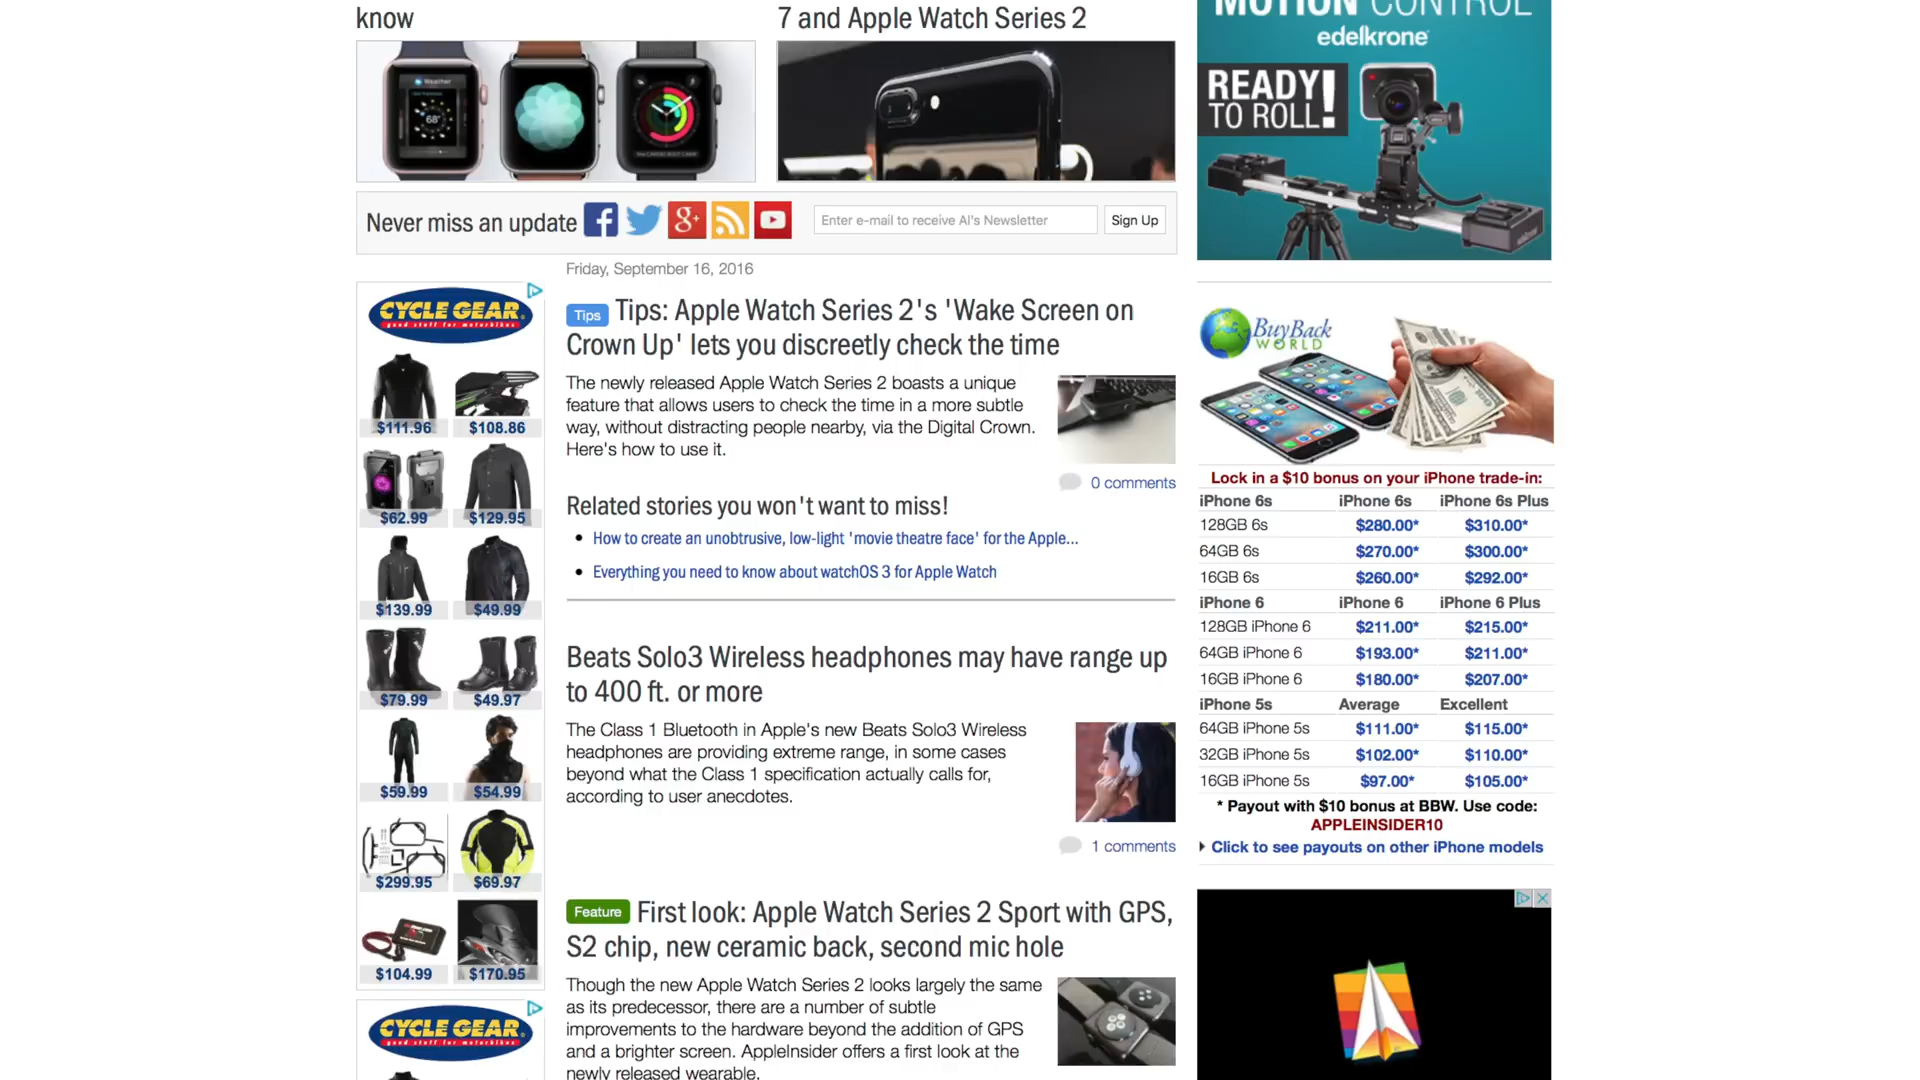 know
7 and Apple Watch Series 2
MOTION CONTROL
edelkrone
READY!
TO ROLL!
Weather
68°
Never miss an update
Enter e-mail to receive AI's Newsletter
Sign Up
Friday, September 16, 2016
CYCLE GEAR
good stuff for motorbikes
$111.96 $108.86
$62.99 $129.95
$139.99 $49.99
$79.99 $49.97
$59.99 $54.99
$299.95 $69.97
$104.99 $170.95
CYCLE GEAR
good stuff for motorbikes
Tips Tips: Apple Watch Series 2's 'Wake Screen on
Crown Up' lets you discreetly check the time
The newly released Apple Watch Series 2 boasts a unique
feature that allows users to check the time in a more subtle
way, without distracting people nearby, via the Digital Crown.
Here's how to use it.
0 comments
Related stories you won't want to miss!
• How to create an unobtrusive, low-light 'movie theatre face' for the Apple...
• Everything you need to know about watchOS 3 for Apple Watch
Beats Solo3 Wireless headphones may have range up
to 400 ft. or more
The Class 1 Bluetooth in Apple's new Beats Solo3 Wireless
headphones are providing extreme range, in some cases
beyond what the Class 1 specification actually calls for,
according to user anecdotes.
1 comments
Feature First look: Apple Watch Series 2 Sport with GPS,
S2 chip, new ceramic back, second mic hole
Though the new Apple Watch Series 2 looks largely the same
as its predecessor, there are a number of subtle
improvements to the hardware beyond the addition of GPS
and a brighter screen. AppleInsider offers a first look at the
newly released wearable.
BuyBack
WORLD
Lock in a $10 bonus on your iPhone trade-in:
iPhone 6s iPhone 6s iPhone 6s Plus
128GB 6s $280.00* $310.00*
64GB 6s $270.00* $300.00*
16GB 6s $260.00* $292.00*
iPhone 6 iPhone 6 iPhone 6 Plus
128GB iPhone 6 $211.00* $215.00*
64GB iPhone 6 $193.00* $211.00*
16GB iPhone 6 $180.00* $207.00*
iPhone 5s Average Excellent
64GB iPhone 5s $111.00* $115.00*
32GB iPhone 5s $102.00* $110.00*
16GB iPhone 5s $97.00* $105.00*
* Payout with $10 bonus at BBW. Use code:
APPLEINSIDER10
Click to see payouts on other iPhone models